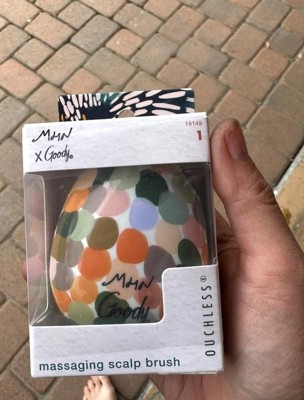 19149
1
MHN
X Goody®
MHN
Goody
OUCHLESS®
massaging scalp brush